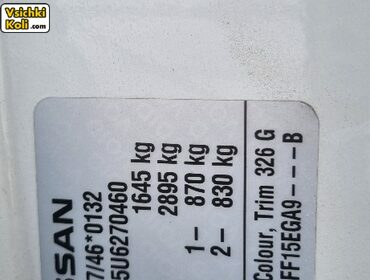 Vsichki
Koli.com
SSAN
7/46*0132
5U6270460
1645 kg
2895 kg
1– 870 kg
2– 830 kg
Colour, Trim 326 G
FF15EGA9---B